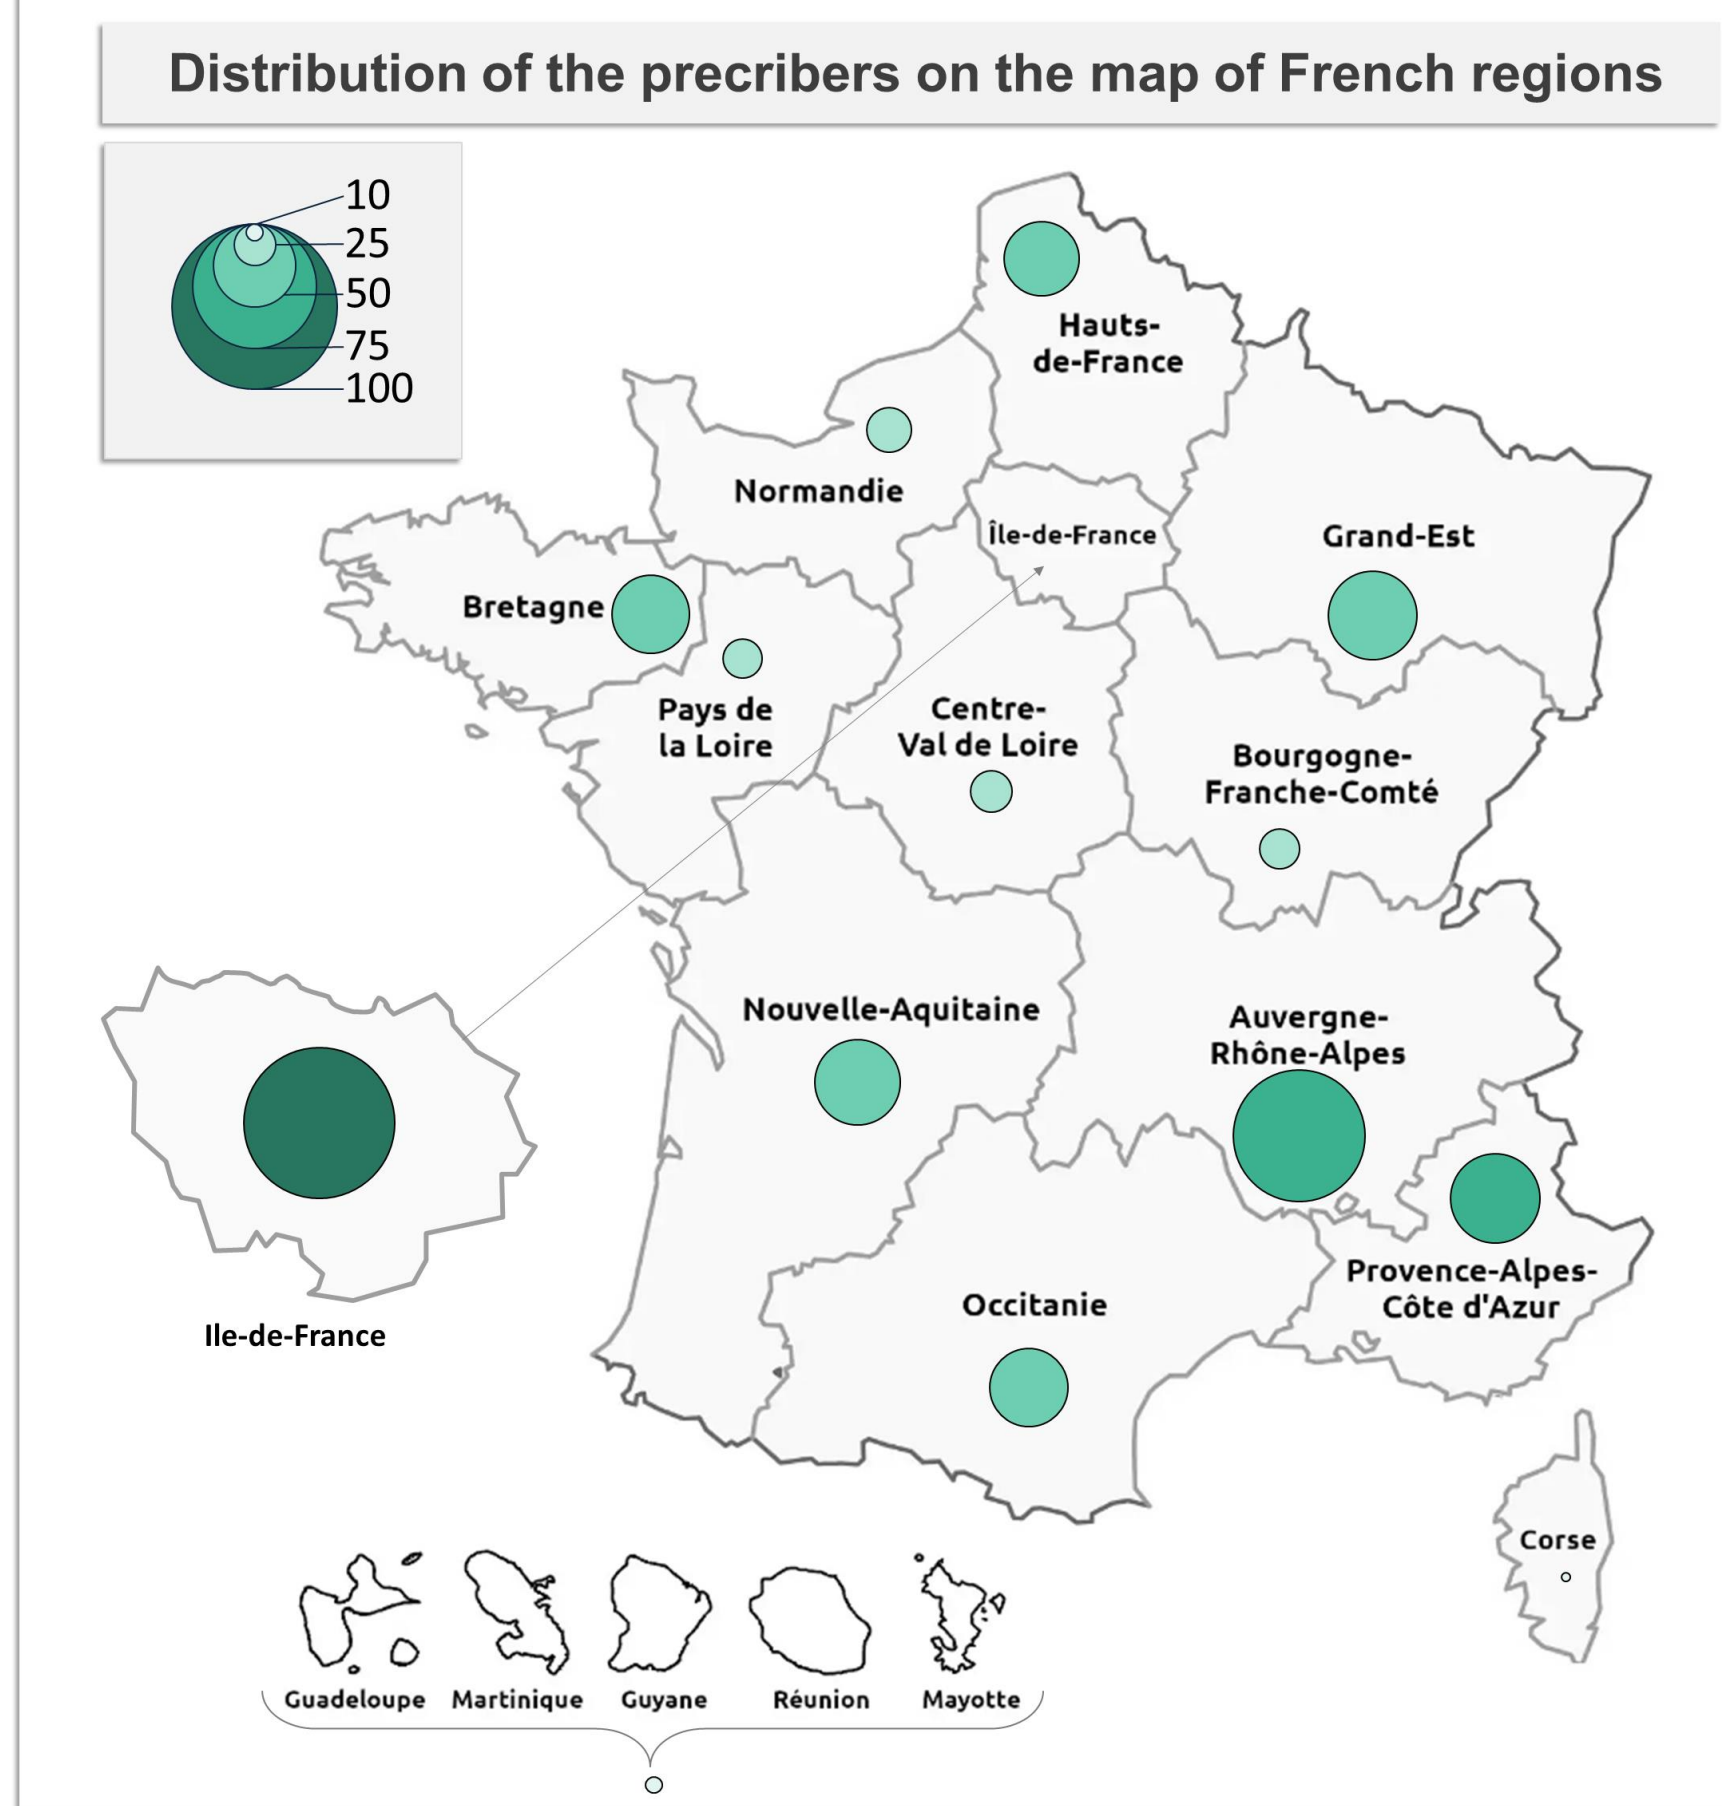 Distribution of the precribers on the map of French regions
10
25
50
75
100
Hauts-
de-France
Normandie
Île-de-France
Grand-Est
Bretagne
Pays de
la Loire
Centre-
Val de Loire
Bourgogne-
Franche-Comté
Nouvelle-Aquitaine
Auvergne-
Rhône-Alpes
Provence-Alpes-
Côte d'Azur
Occitanie
Ile-de-France
Corse
Guadeloupe
Martinique
Guyane
Réunion
Mayotte